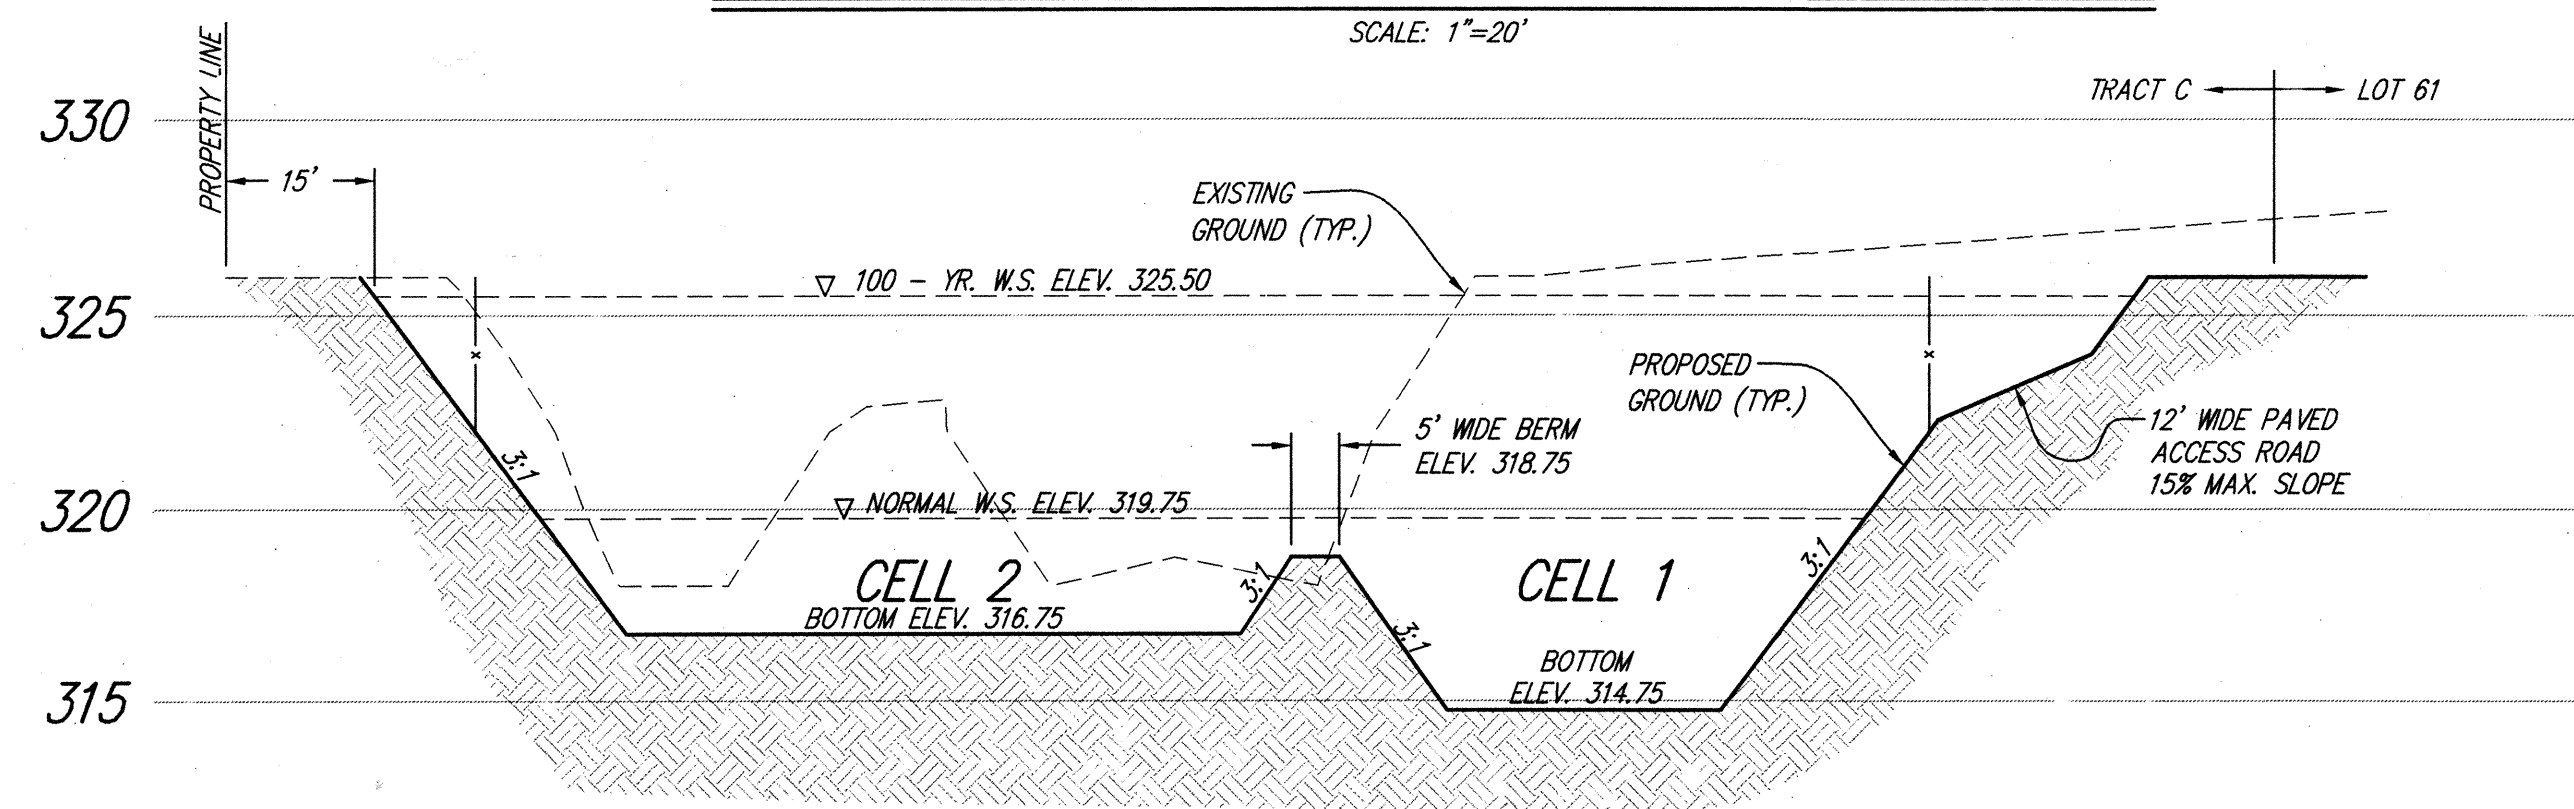 SCALE: 1"=20'
PROPERTY LINE
TRACT C
LOT 61
330
15'
EXISTING
GROUND (TYP.)
100 - YR. W.S. ELEV. 325.50
325
x
x
PROPOSED
GROUND (TYP.)
5' WIDE BERM
ELEV. 318.75
12' WIDE PAVED
ACCESS ROAD
15% MAX. SLOPE
3:1
320
NORMAL W.S. ELEV. 319.75
CELL 2
BOTTOM ELEV. 316.75
3:1
3:1
CELL 1
3:1
BOTTOM
ELEV. 314.75
315